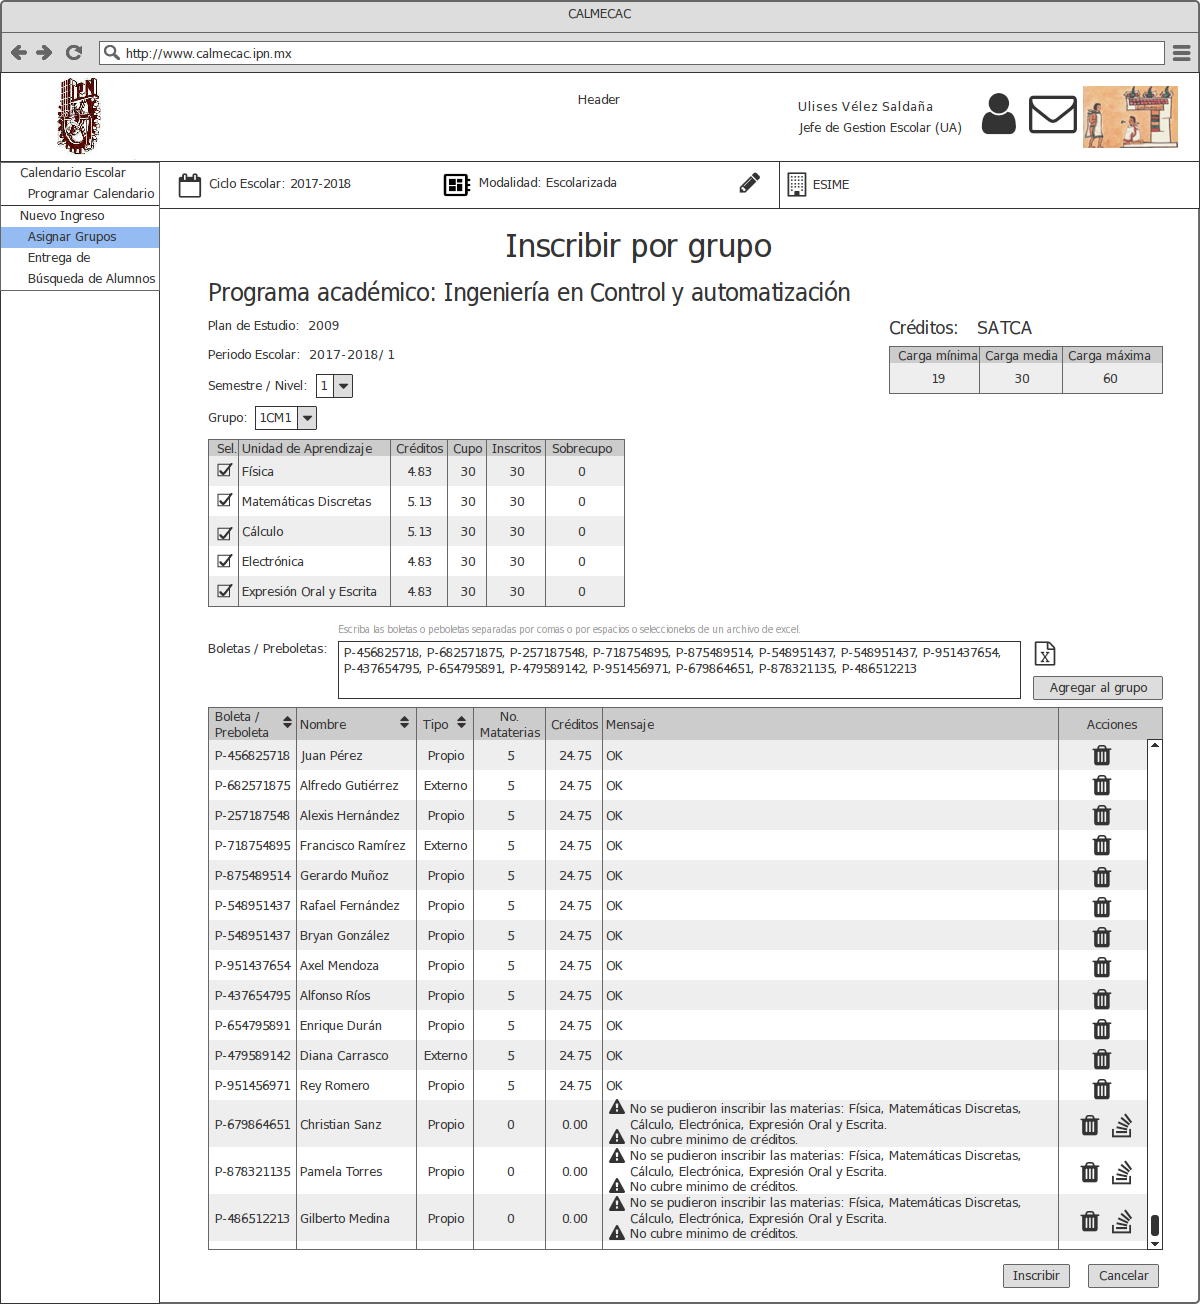 CALMECAC
http://www.calmecac.ipn.mx
IPN
Header
Ulises Vélez Saldaña
Jefe de Gestion Escolar (UA)
Calendario Escolar
Programar Calendario
Nuevo Ingreso
Asignar Grupos
Entrega de
Búsqueda de Alumnos
Ciclo Escolar: 2017-2018
Modalidad: Escolarizada
ESIME
Inscribir por grupo
Programa académico: Ingeniería en Control y automatización
Plan de Estudio: 2009
Periodo Escolar: 2017-2018/ 1
Semestre / Nivel: 1
Grupo: 1CM1
Créditos: SATCA
Carga mínima Carga media Carga máxima
19 30 60
Sel. Unidad de Aprendizaje Créditos Cupo Inscritos Sobrecupo
Física 4.83 30 30 0
Matemáticas Discretas 5.13 30 30 0
Cálculo 5.13 30 30 0
Electrónica 4.83 30 30 0
Expresión Oral y Escrita 4.83 30 30 0
Escriba las boletas o peboletas separadas por comas o por espacios o seleccionelos de un archivo de excel.
Boletas / Preboletas:
P-456825718, P-682571875, P-257187548, P-718754895, P-875489514, P-548951437, P-548951437, P-951437654,
P-437654795, P-654795891, P-479589142, P-951456971, P-679864651, P-878321135, P-486512213
X
Agregar al grupo
Boleta / Preboleta Nombre Tipo No. Mataterias Créditos Mensaje Acciones
P-456825718 Juan Pérez Propio 5 24.75 OK
P-682571875 Alfredo Gutiérrez Externo 5 24.75 OK
P-257187548 Alexis Hernández Propio 5 24.75 OK
P-718754895 Francisco Ramírez Externo 5 24.75 OK
P-875489514 Gerardo Muñoz Propio 5 24.75 OK
P-548951437 Rafael Fernández Propio 5 24.75 OK
P-548951437 Bryan González Propio 5 24.75 OK
P-951437654 Axel Mendoza Propio 5 24.75 OK
P-437654795 Alfonso Ríos Propio 5 24.75 OK
P-654795891 Enrique Durán Propio 5 24.75 OK
P-479589142 Diana Carrasco Externo 5 24.75 OK
P-951456971 Rey Romero Propio 5 24.75 OK
P-679864651 Christian Sanz Propio 0 0.00
No se pudieron inscribir las materias: Física, Matemáticas Discretas,
Cálculo, Electrónica, Expresión Oral y Escrita.
No cubre minimo de créditos.
P-878321135 Pamela Torres Propio 0 0.00
No se pudieron inscribir las materias: Física, Matemáticas Discretas,
Cálculo, Electrónica, Expresión Oral y Escrita.
No cubre minimo de créditos.
P-486512213 Gilberto Medina Propio 0 0.00
No se pudieron inscribir las materias: Física, Matemáticas Discretas,
Cálculo, Electrónica, Expresión Oral y Escrita.
No cubre minimo de créditos.
Inscribir
Cancelar